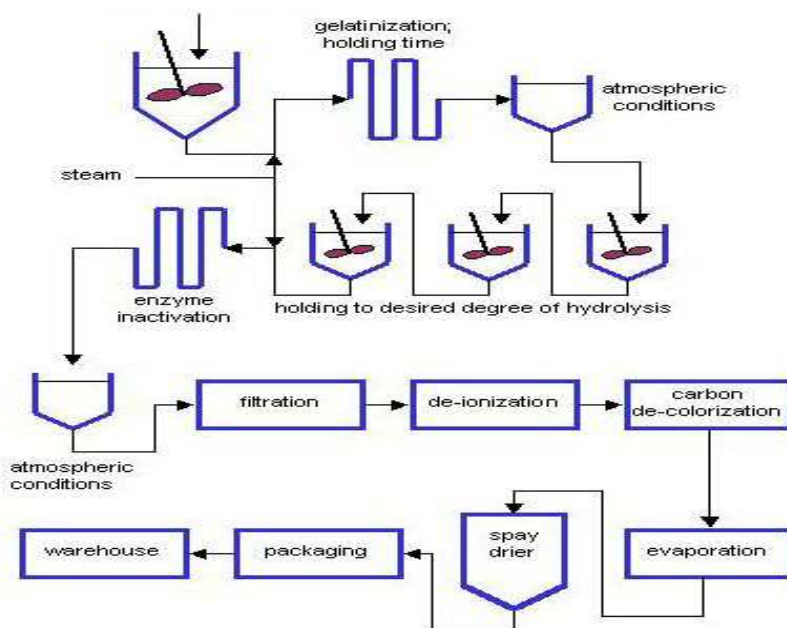 gelatinization;
holding time
atmospheric
conditions
steam
enzyme
inactivation
holding to desired degree of hydrolysis
filtration
de-ionization
carbon
de-colorization
atmospheric
conditions
warehouse
packaging
spay
drier
evaporation